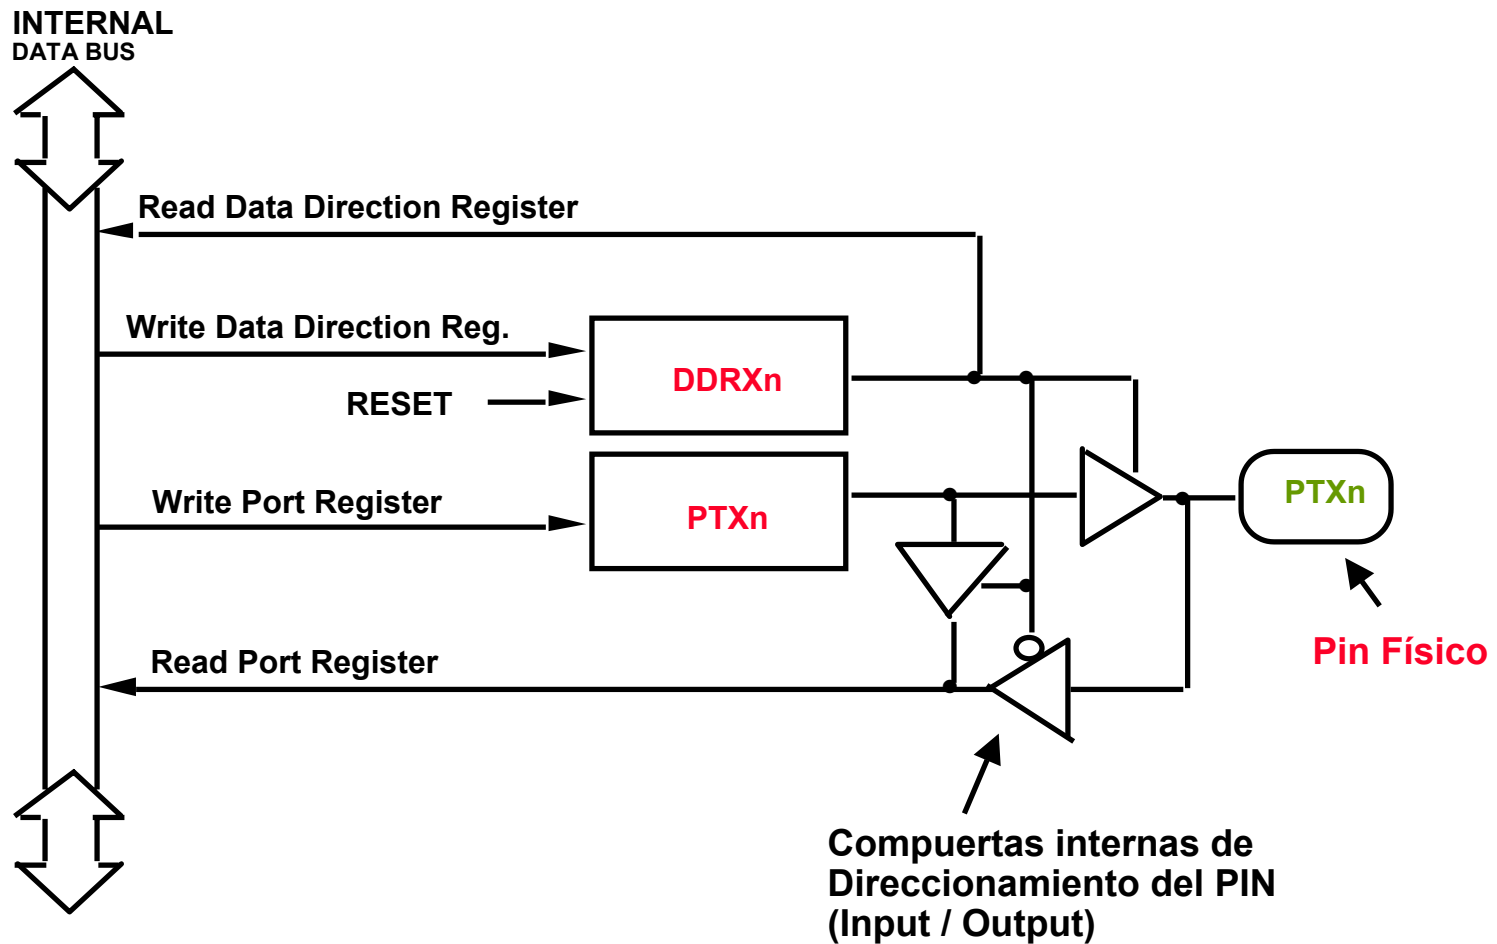 INTERNAL
DATA BUS
Read Data Direction Register
Write Data Direction Reg.
DDRXn
RESET
Write Port Register
PTXn
PTXn
Read Port Register
Pin Físico
Compuertas internas de
Direccionamiento del PIN
(Input / Output)